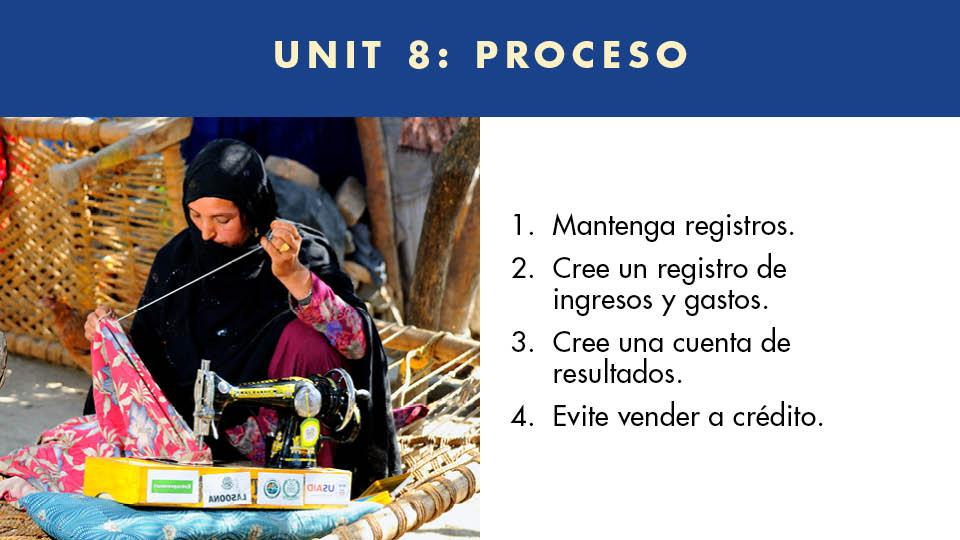 UNIT 8: PROCESO
1. Mantenga registros.
2. Cree un registro de
ingresos y gastos.
3. Cree una cuenta de
resultados.
4. Evite vender a crédito.
LASOONA
USAID